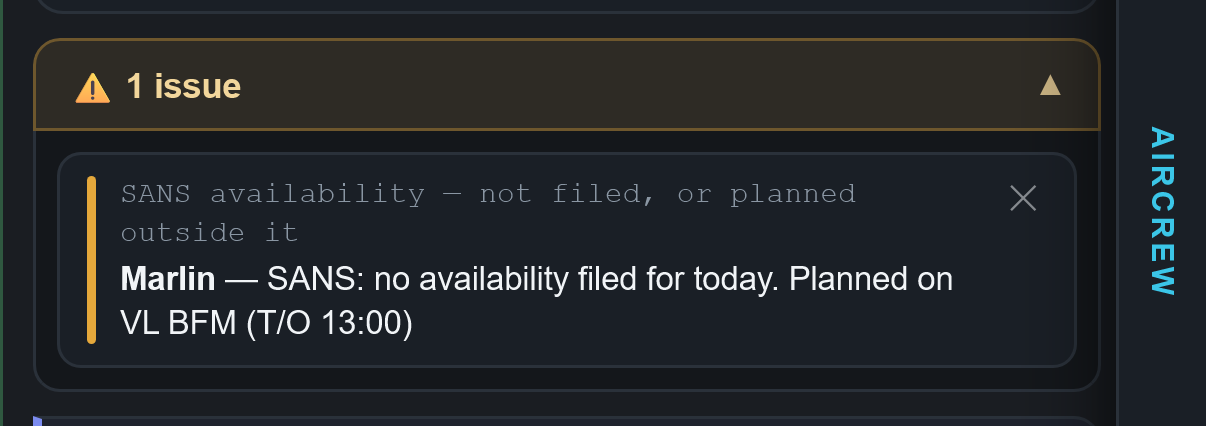 ⚠️ 1 issue ▲
SANS availability — not filed, or planned
outside it
Marlin — SANS: no availability filed for today. Planned on
VL BFM (T/O 13:00)
AIRCREW